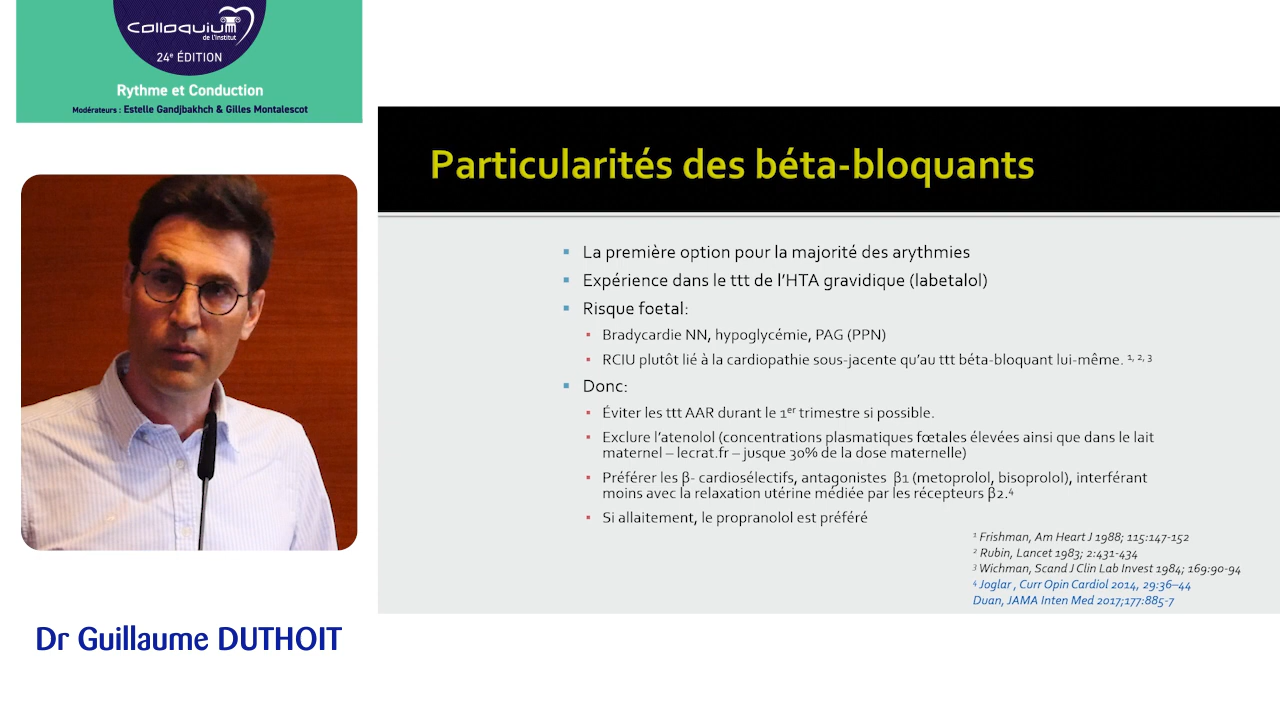 Colloquium
de l'Institut
24e ÉDITION
Rythme et Conduction
Modérateurs : Estelle Gandjbakhch & Gilles Montalescot
Particularités des béta-bloquants
▪ La première option pour la majorité des arythmies
▪ Expérience dans le ttt de l'HTA gravidique (labetalol)
▪ Risque foetal:
▪ Bradycardie NN, hypoglycémie, PAG (PPN)
▪ RCIU plutôt lié à la cardiopathie sous-jacente qu'au ttt béta-bloquant lui-même. 1, 2, 3
▪ Donc:
▪ Éviter les ttt AAR durant le 1er trimestre si possible.
▪ Exclure l'atenolol (concentrations plasmatiques fœtales élevées ainsi que dans le lait
maternel – lecrat.fr – jusque 30% de la dose maternelle)
▪ Préférer les β- cardiosélectifs, antagonistes β1 (metoprolol, bisoprolol), interférant
moins avec la relaxation utérine médiée par les récepteurs β2.4
▪ Si allaitement, le propranolol est préféré
1 Frishman, Am Heart J 1988; 115:147-152
2 Rubin, Lancet 1983; 2:431-434
3 Wichman, Scand J Clin Lab Invest 1984; 169:90-94
4 Joglar , Curr Opin Cardiol 2014, 29:36–44
Duan, JAMA Inten Med 2017;177:885-7
Dr Guillaume DUTHOIT